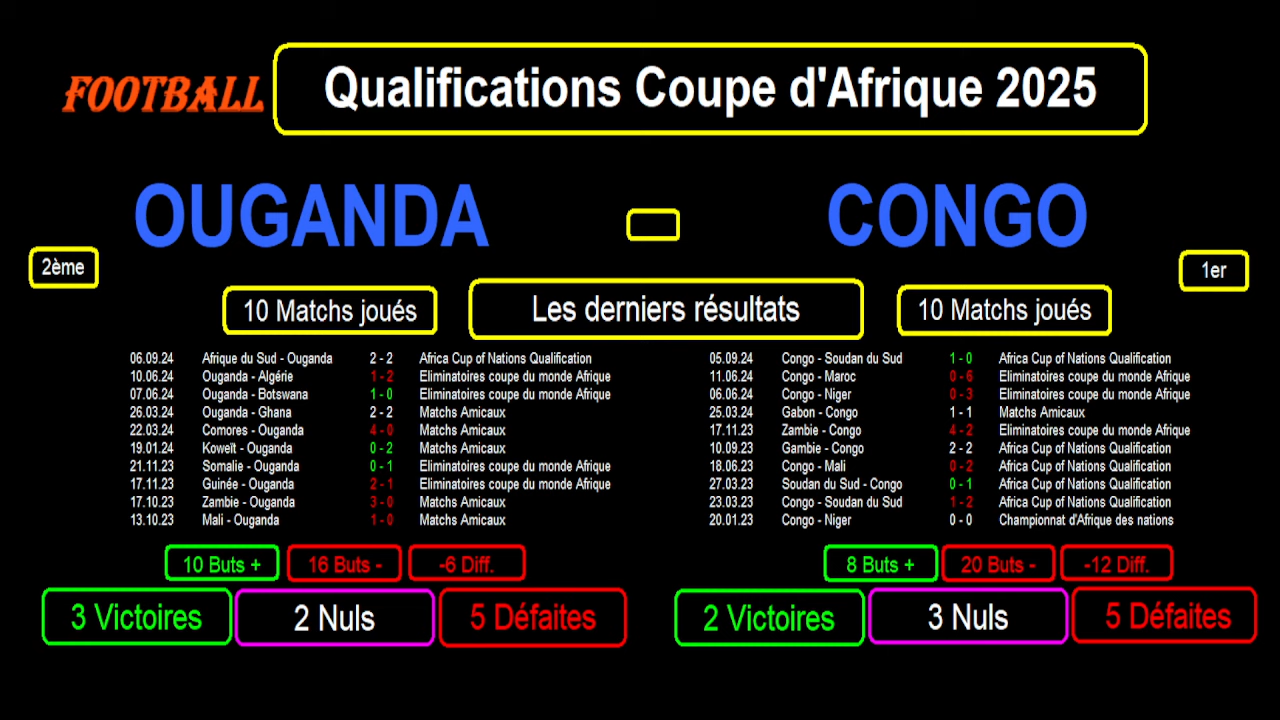 FOOTBALL
Qualifications Coupe d'Afrique 2025
OUGANDA
CONGO
2ème
1er
10 Matchs joués
Les derniers résultats
10 Matchs joués
06.09.24 Afrique du Sud - Ouganda 2 - 2 Africa Cup of Nations Qualification
10.06.24 Ouganda - Algérie 1 - 2 Eliminatoires coupe du monde Afrique
07.06.24 Ouganda - Botswana 1 - 0 Eliminatoires coupe du monde Afrique
26.03.24 Ouganda - Ghana 2 - 2 Matchs Amicaux
22.03.24 Comores - Ouganda 4 - 0 Matchs Amicaux
19.01.24 Koweït - Ouganda 0 - 2 Matchs Amicaux
21.11.23 Somalie - Ouganda 0 - 1 Eliminatoires coupe du monde Afrique
17.11.23 Guinée - Ouganda 2 - 1 Eliminatoires coupe du monde Afrique
17.10.23 Zambie - Ouganda 3 - 0 Matchs Amicaux
13.10.23 Mali - Ouganda 1 - 0 Matchs Amicaux
05.09.24 Congo - Soudan du Sud 1 - 0 Africa Cup of Nations Qualification
11.06.24 Congo - Maroc 0 - 6 Eliminatoires coupe du monde Afrique
06.06.24 Congo - Niger 0 - 3 Eliminatoires coupe du monde Afrique
25.03.24 Gabon - Congo 1 - 1 Matchs Amicaux
17.11.23 Zambie - Congo 4 - 2 Eliminatoires coupe du monde Afrique
10.09.23 Gambie - Congo 2 - 2 Africa Cup of Nations Qualification
18.06.23 Congo - Mali 0 - 2 Africa Cup of Nations Qualification
27.03.23 Soudan du Sud - Congo 0 - 1 Africa Cup of Nations Qualification
23.03.23 Congo - Soudan du Sud 1 - 2 Africa Cup of Nations Qualification
20.01.23 Congo - Niger 0 - 0 Championnat d'Afrique des nations
10 Buts + 16 Buts - -6 Diff.
8 Buts + 20 Buts - -12 Diff.
3 Victoires 2 Nuls 5 Défaites
2 Victoires 3 Nuls 5 Défaites